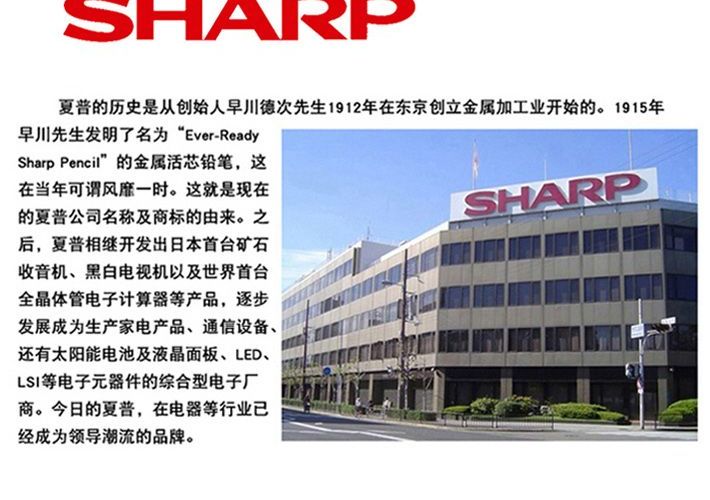 SHARP
夏普的历史是从创始人早川德次先生1912年在东京创立金属加工业开始的。1915年
早川先生发明了名为“Ever-Ready
Sharp Pencil”的金属活芯铅笔，这
在当年可谓风靡一时。这就是现在
的夏普公司名称及商标的由来。之
后，夏普相继开发出日本首台矿石
收音机、黑白电视机以及世界首台
全晶体管电子计算器等产品，逐步
发展成为生产家电产品、通信设备、
还有太阳能电池及液晶面板、LED、
LSI等电子元器件的综合型电子厂
商。今日的夏普，在电器等行业已
经成为领导潮流的品牌。
SHARP